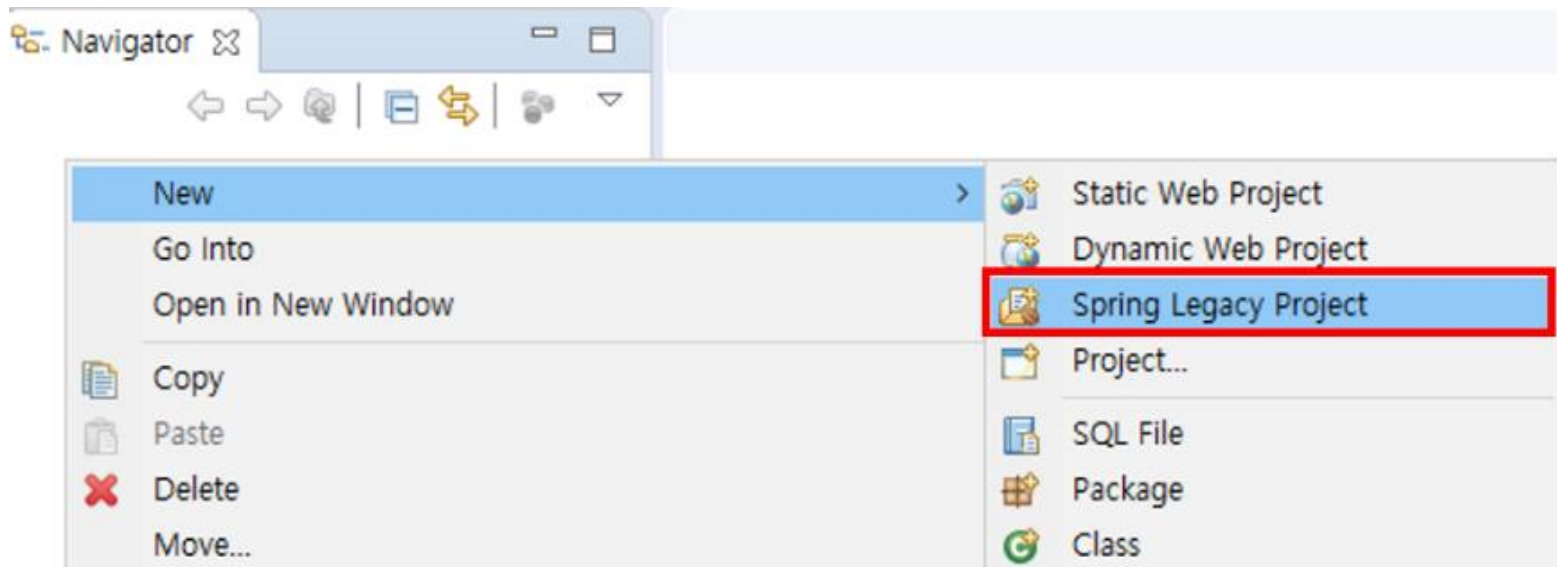 Navigator
New
Go Into
Open in New Window
Copy
Paste
Delete
Move...
Static Web Project
Dynamic Web Project
Spring Legacy Project
Project...
SQL File
Package
Class